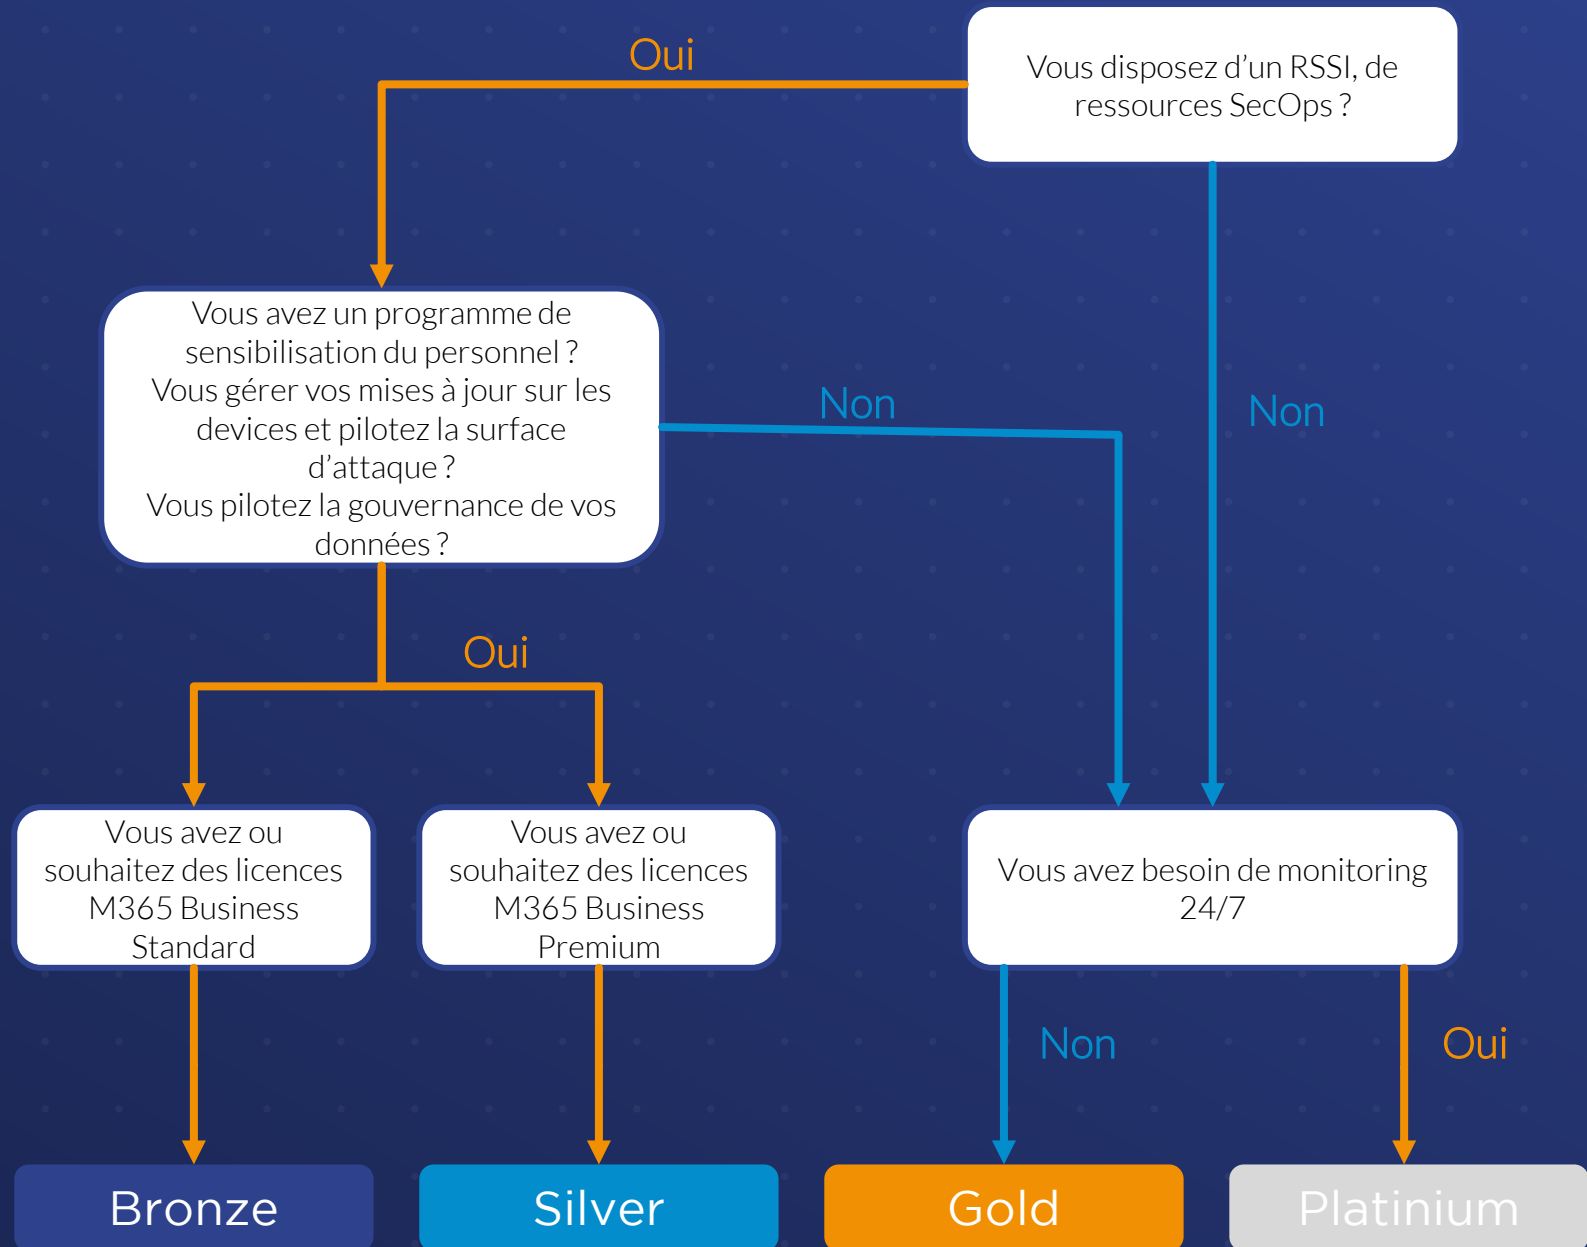 Oui
Vous disposez d'un RSSI, de
ressources SecOps ?
Vous avez un programme de
sensibilisation du personnel ?
Vous gérer vos mises à jour sur les
devices et pilotez la surface
d'attaque ?
Vous pilotez la gouvernance de vos
données ?
Non
Non
Oui
Vous avez ou
souhaitez des licences
M365 Business
Standard
Vous avez ou
souhaitez des licences
M365 Business
Premium
Vous avez besoin de monitoring
24/7
Non
Oui
Bronze
Silver
Gold
Platinium